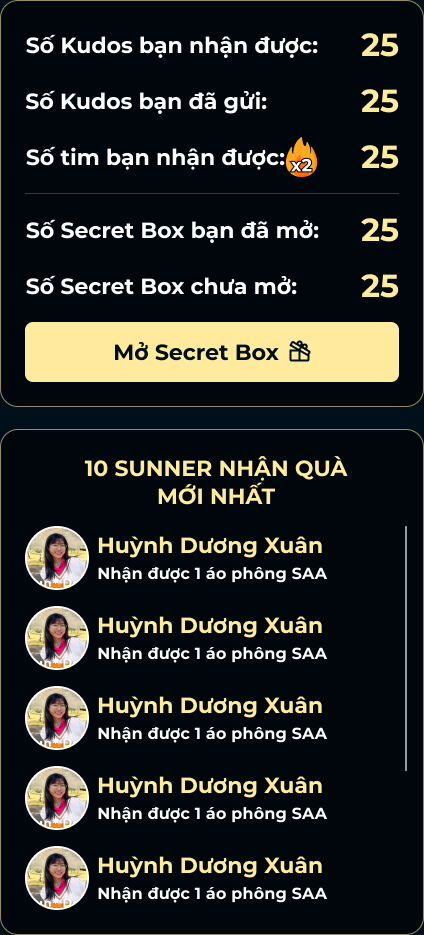 Số Kudos bạn nhận được: 25
Số Kudos bạn đã gửi: 25
Số tim bạn nhận được: x2 25
Số Secret Box bạn đã mở: 25
Số Secret Box chưa mở: 25
Mở Secret Box
10 SUNNER NHẬN QUÀ
MỚI NHẤT
Huỳnh Dương Xuân
Nhận được 1 áo phông SAA
Huỳnh Dương Xuân
Nhận được 1 áo phông SAA
Huỳnh Dương Xuân
Nhận được 1 áo phông SAA
Huỳnh Dương Xuân
Nhận được 1 áo phông SAA
Huỳnh Dương Xuân
Nhận được 1 áo phông SAA